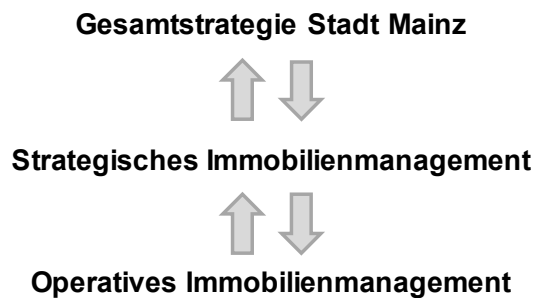 Gesamtstrategie Stadt Mainz
Strategisches Immobilienmanagement
Operatives Immobilienmanagement